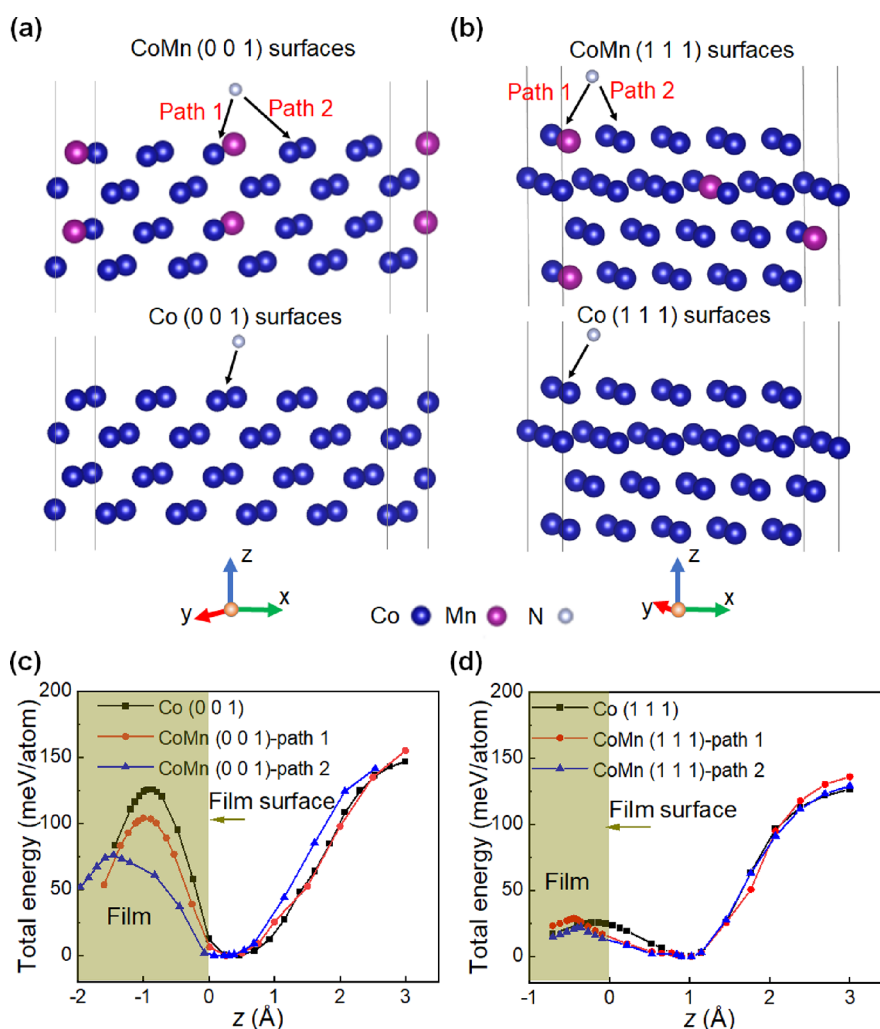 (a)
CoMn (0 0 1) surfaces
Path 1
Path 2
Co (0 0 1) surfaces
z
y
x
(b)
CoMn (1 1 1) surfaces
Path 1
Path 2
Co (1 1 1) surfaces
z
y
x
Co Mn N
(c)
Total energy (meV/atom)
200
150
100
50
0
Co (0 0 1)
CoMn (0 0 1)-path 1
CoMn (0 0 1)-path 2
Film surface
Film
-2 -1 0 1 2 3
z (Å)
(d)
Total energy (meV/atom)
200
150
100
50
0
Co (1 1 1)
CoMn (1 1 1)-path 1
CoMn (1 1 1)-path 2
Film surface
Film
-1 0 1 2 3
z (Å)